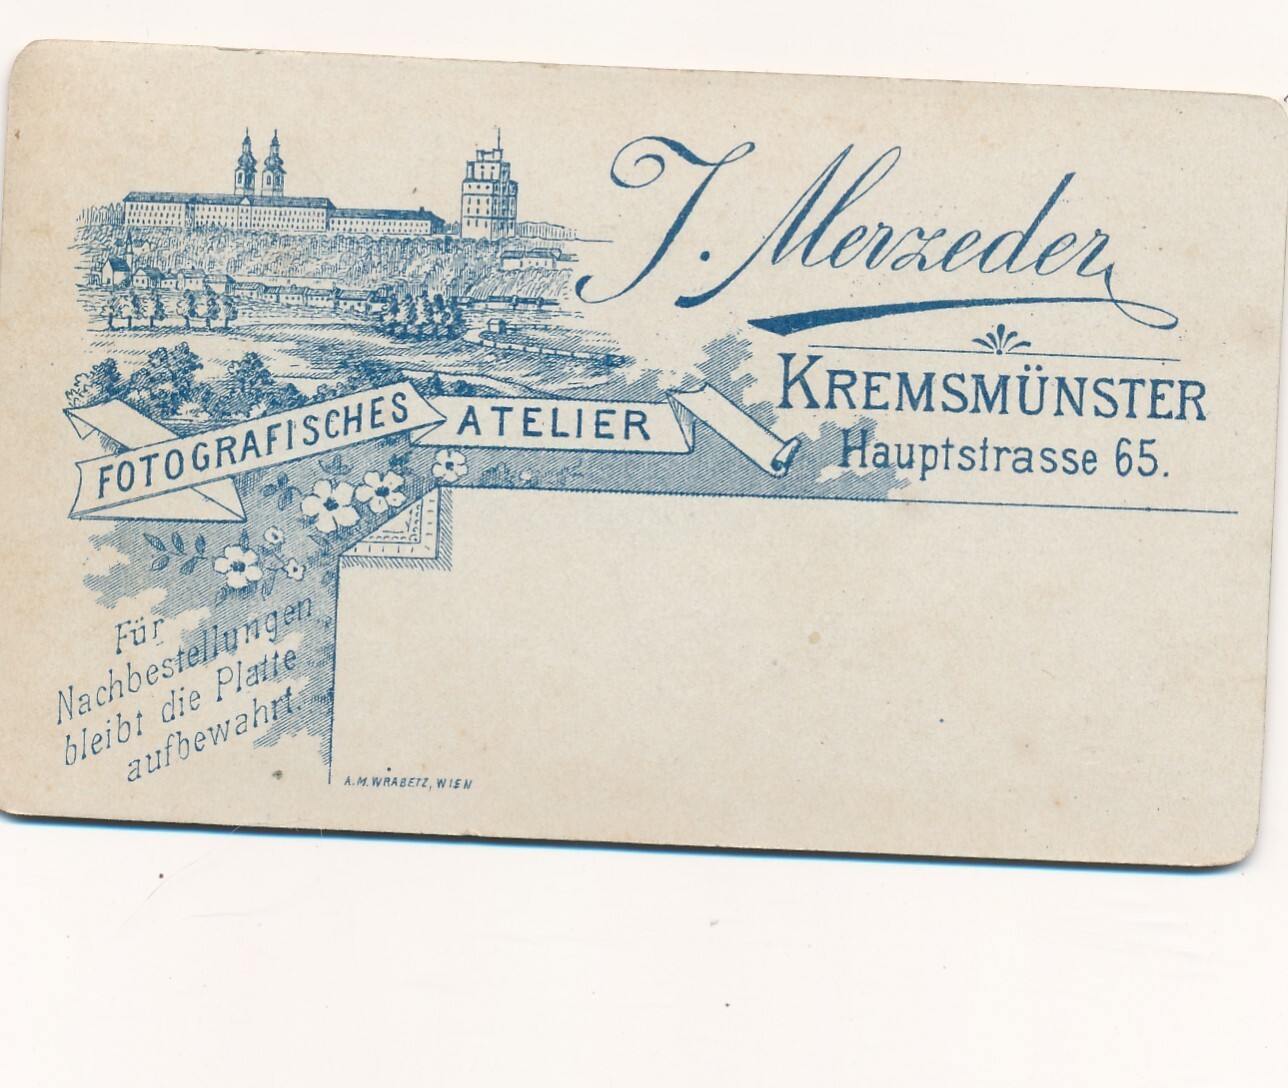 J. Merzeder
KREMSMÜNSTER
Hauptstrasse 65.
FOTOGRAFISCHES ATELIER
Für
Nachbestellungen
bleibt die Platte
aufbewahrt.
A.M.WRABETZ, WIEN